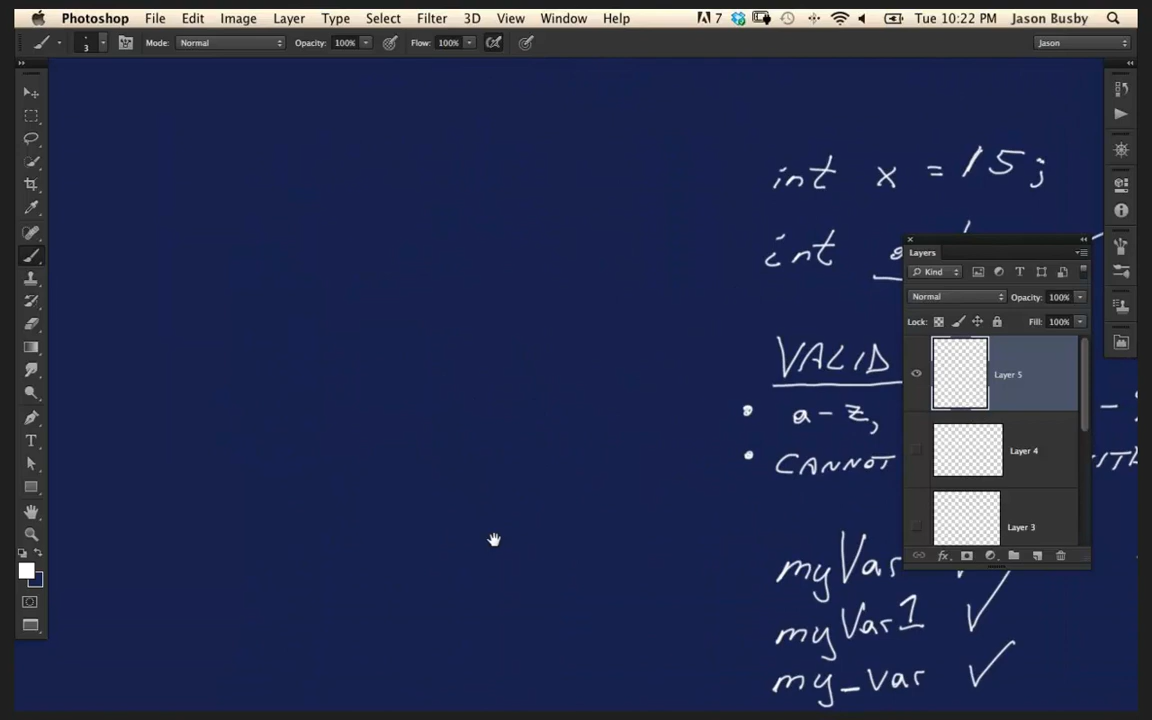 Photoshop File Edit Image Layer Type Select Filter 3D View Window Help 7 Tue 10:22 PM Jason Busby
3 Mode: Normal Opacity: 100% Flow: 100% Jason
int x = 15;
int
Layers
Kind
Normal Opacity: 100%
Lock: Fill: 100%
VALID
Layer 5
• a-z,
Layer 4
• CANNOT
Layer 3
myVar ✓
myVar1 ✓
my_var ✓